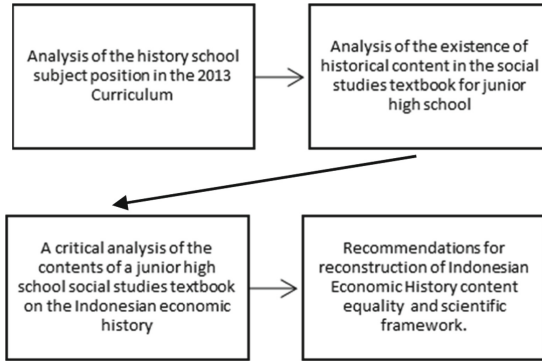 Analysis of the history school
subject position in the 2013
Curriculum
Analysis of the existence of
historical content in the social
studies textbook for junior
high school
A critical analysis of the
contents of a junior high
school social studies textbook
on the Indonesian economic
history
Recommendations for
reconstruction of Indonesian
Economic History content
equality and scientific
framework.